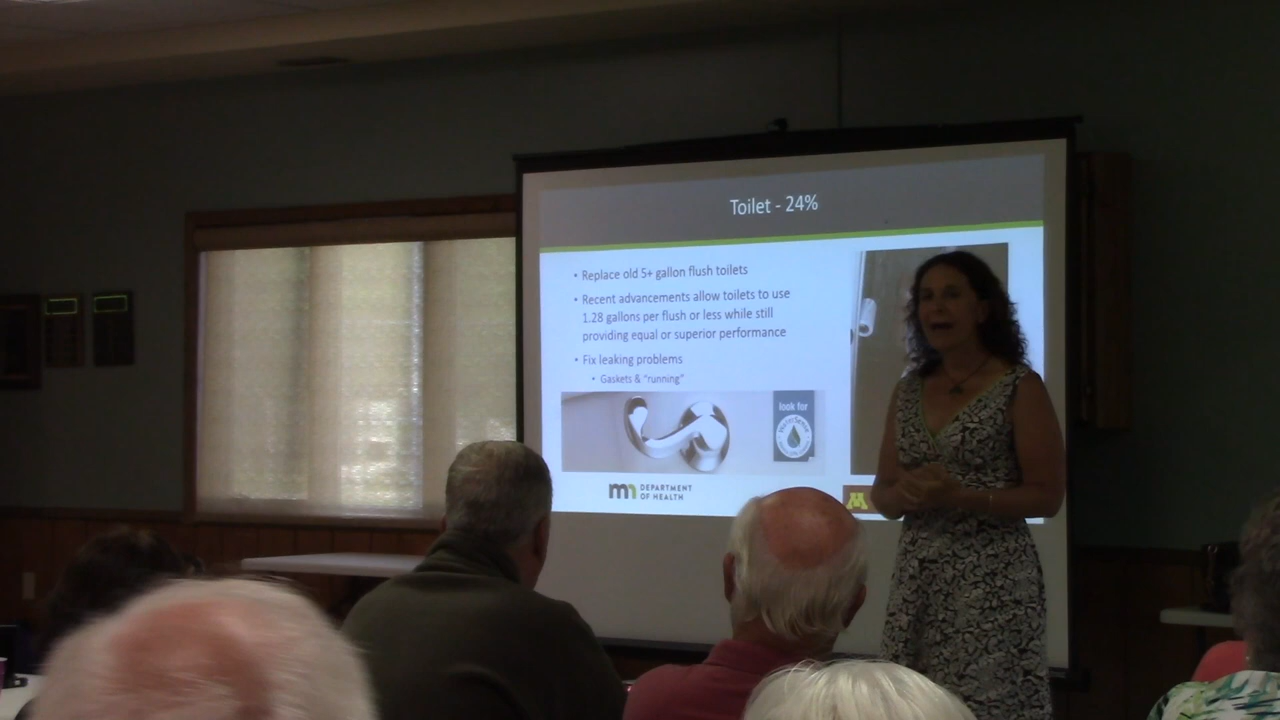 Toilet - 24%
• Replace old 5+ gallon flush toilets
• Recent advancements allow toilets to use
1.28 gallons per flush or less while still
providing equal or superior performance
• Fix leaking problems
• Gaskets & "running"
look for
WaterSense
mn DEPARTMENT
OF HEALTH
M